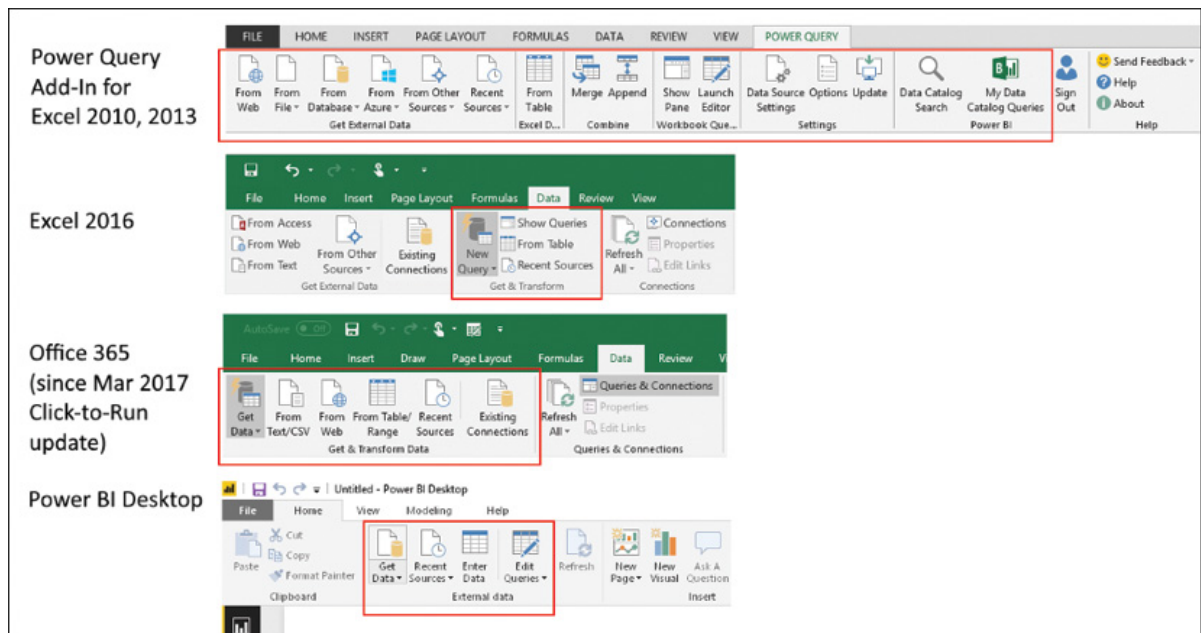 Power Query
Add-In for
Excel 2010, 2013
FILE HOME INSERT PAGE LAYOUT FORMULAS DATA REVIEW VIEW POWER QUERY
From From From From From Other Recent From Merge Append Show Launch Data Source Options Update Data Catalog My Data Sign
Web File Database Azure Sources Sources Table Pane Editor Settings Search Catalog Queries Out
Send Feedback
Help
About
Get External Data Excel D... Combine Workbook Que... Settings Power BI Help
Excel 2016
File Home Insert Page Layout Formulas Data Review View
From Access
From Web
From Text
From Other
Sources
Existing
Connections
New
Query
Show Queries
From Table
Recent Sources
Refresh
All
Connections
Properties
Edit Links
Get External Data Get & Transform Connections
Office 365
(since Mar 2017
Click-to-Run
update)
AutoSave Off
File Home Insert Draw Page Layout Formulas Data Review V
Get From From From Table/ Recent Existing Refresh
Data Text/CSV Web Range Sources Connections All
Queries & Connections
Properties
Edit Links
Get & Transform Data Queries & Connections
Power BI Desktop
Untitled - Power BI Desktop
File Home View Modeling Help
Paste
Cut
Copy
Format Painter
Get Recent Enter Edit Refresh New New Ask A
Data Sources Data Queries Page Visual Question
Clipboard External data Insert